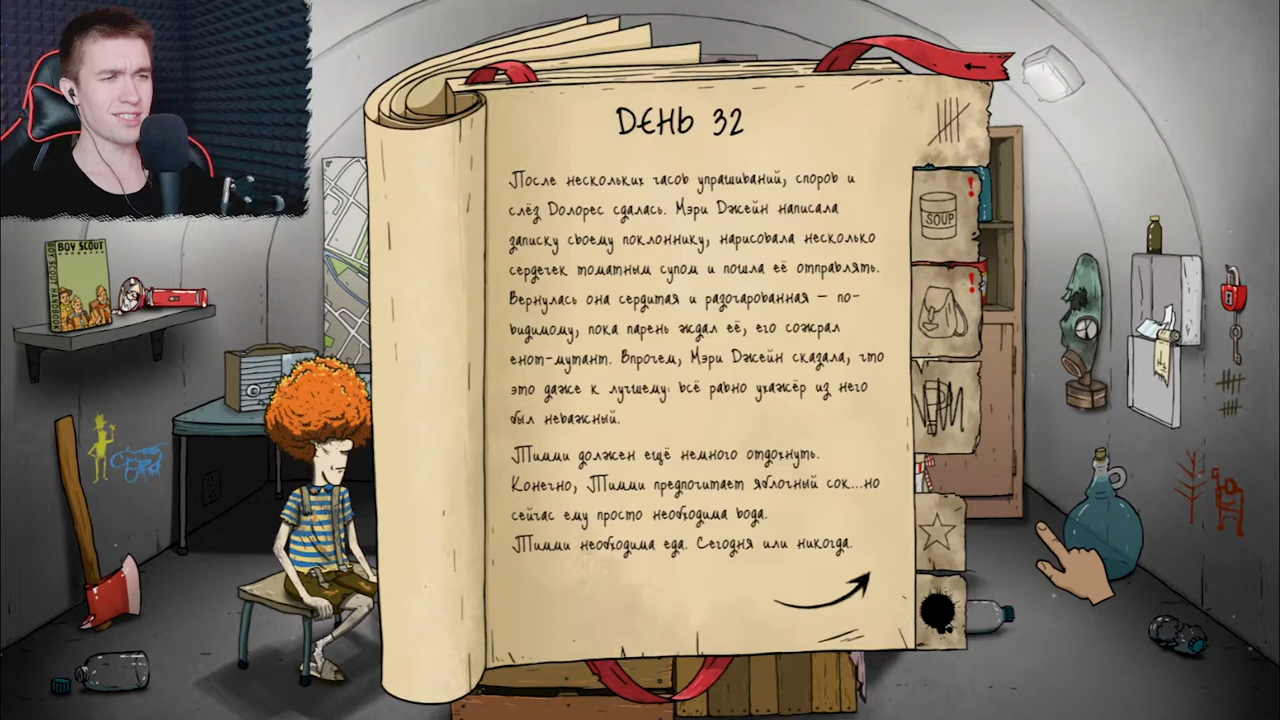 ДЕНЬ 32
После нескольких часов упрашиваний, споров и
слёз Долорес сдалась. Мэри Джейн написала
записку своему поклоннику, нарисовала несколько
сердечек томатным супом и пошла её отправлять.
Вернулась она сердитая и разочарованная – по-
видимому, пока парень ждал её, его сожрал
енот-мутант. Впрочем, Мэри Джейн сказала, что
это даже к лучшему: всё равно ухажёр из него
был неважный.
Тимми должен ещё немного отдохнуть.
Конечно, Тимми предпочитает яблочный сок...но
сейчас ему просто необходима вода.
Тимми необходима еда. Сегодня или никогда.
SOUP
!
!
BOY SCOUT
BOY SCOUT HANDBOOK